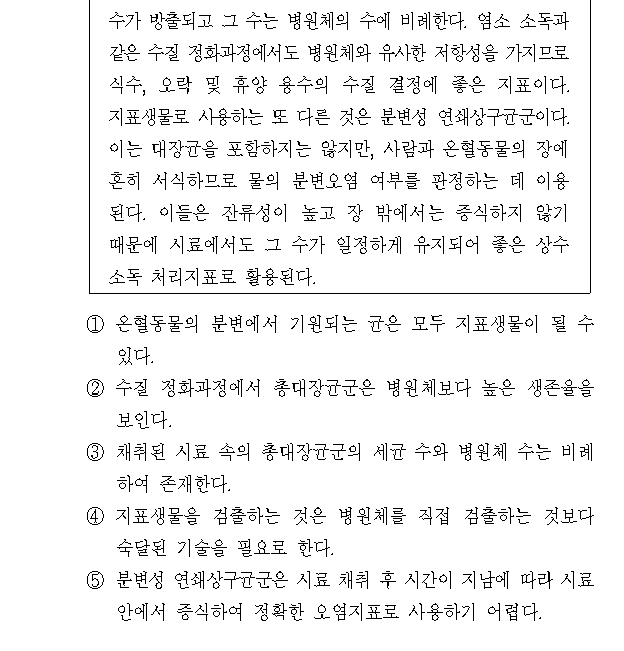 수가 방출되고 그 수는 병원체의 수에 비례한다. 염소 소독과
같은 수질 정화과정에서도 병원체와 유사한 저항성을 가지므로
식수, 오락 및 휴양 용수의 수질 결정에 좋은 지표이다.
지표생물로 사용하는 또 다른 것은 분변성 연쇄상구균군이다.
이는 대장균을 포함하지는 않지만, 사람과 온혈동물의 장에
흔히 서식하므로 물의 분변오염 여부를 판정하는 데 이용
된다. 이들은 잔류성이 높고 장 밖에서는 증식하지 않기
때문에 시료에서도 그 수가 일정하게 유지되어 좋은 상수
소독 처리지표로 활용된다.
① 온혈동물의 분변에서 기원되는 균은 모두 지표생물이 될 수
있다.
② 수질 정화과정에서 총대장균군은 병원체보다 높은 생존율을
보인다.
③ 채취된 시료 속의 총대장균군의 세균 수와 병원체 수는 비례
하여 존재한다.
④ 지표생물을 검출하는 것은 병원체를 직접 검출하는 것보다
숙달된 기술을 필요로 한다.
⑤ 분변성 연쇄상구균군은 시료 채취 후 시간이 지남에 따라 시료
안에서 증식하여 정확한 오염지표로 사용하기 어렵다.